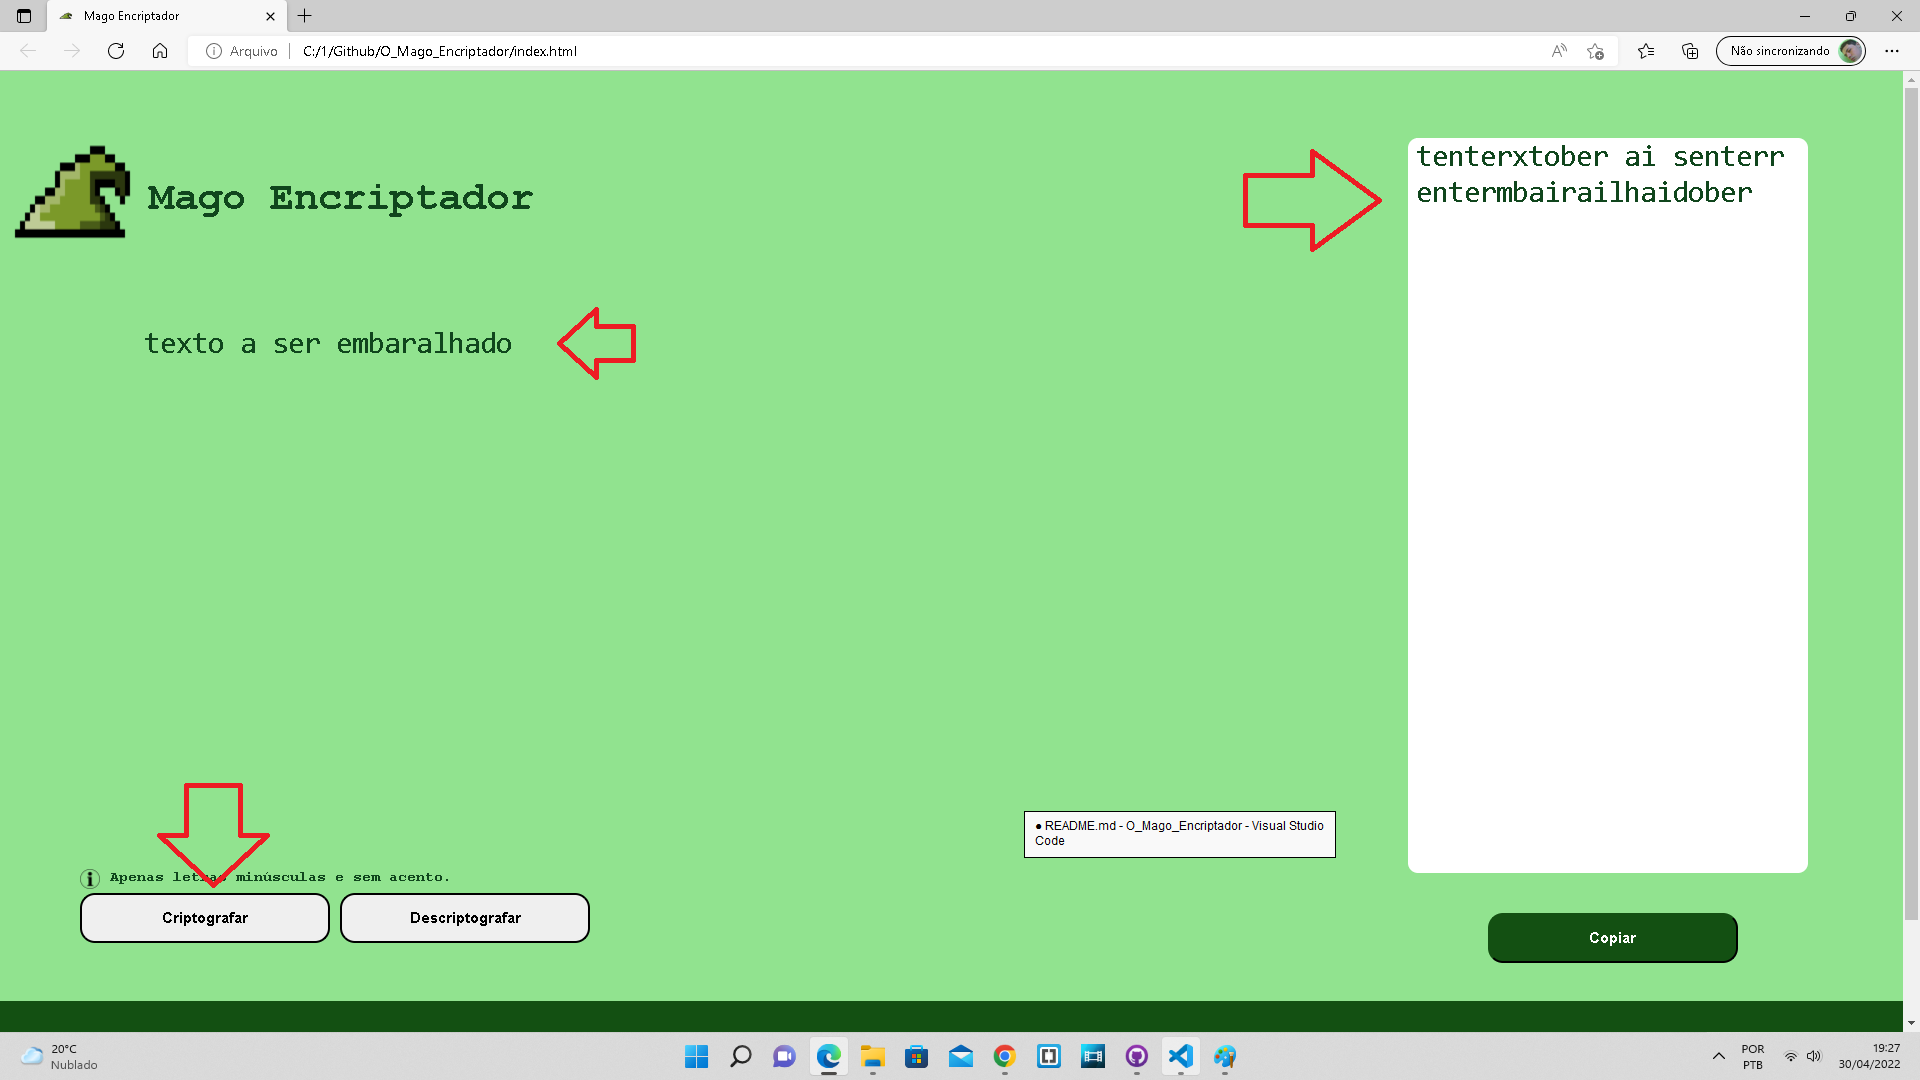 Mago Encriptador
Arquivo
C:/1/Github/O_Mago_Encriptador/index.html
Não sincronizando
Mago Encriptador
texto a ser embaralhado
tenterxtober ai senterr
entermbairailhaidober
● README.md - O_Mago_Encriptador - Visual Studio
Code
Apenas letras minúsculas e sem acento.
Criptografar
Descriptografar
Copiar
20°C
Nublado
POR
PTB
19:27
30/04/2022